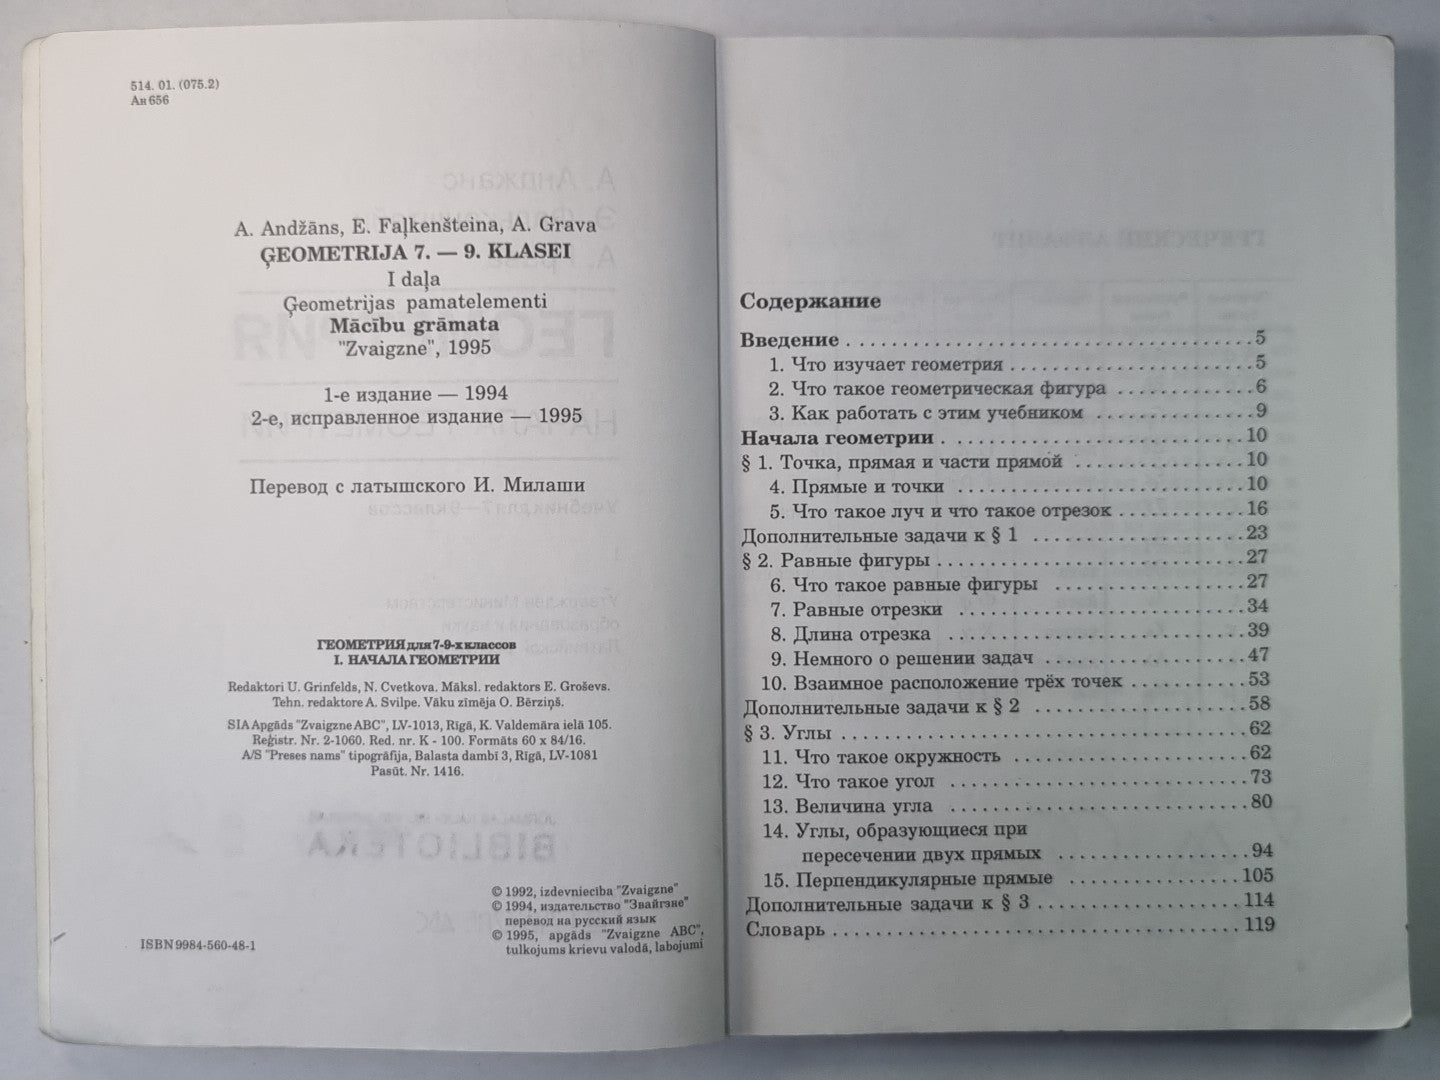 514. 01. (075.2)
Ан 656
A. Andžāns, E. Faļkenšteina, A. Grava
ĢEOMETRIJA 7. — 9. KLASEI
I daļa
Ģeometrijas pamatelementi
Mācību grāmata
"Zvaigzne", 1995
1-е издание — 1994
2-е, исправленное издание — 1995
Перевод с латышского И. Милаши
ГЕОМЕТРИЯ для 7-9-х классов
I. НАЧАЛА ГЕОМЕТРИИ
Redaktori U. Grinfelds, N. Cvetkova. Māksl. redaktors E. Groševs.
Tehn. redaktore A. Svilpe. Vāku zīmēja O. Bērziņš.
SIA Apgāds "Zvaigzne ABC", LV-1013, Rīgā, K. Valdemāra ielā 105.
Reģistr. Nr. 2-1060. Red. nr. K - 100. Formāts 60 x 84/16.
A/S "Preses nams" tipogrāfija, Balasta dambī 3, Rīgā, LV-1081
Pasūt. Nr. 1416.
© 1992, izdevniecība "Zvaigzne"
© 1994, издательство "Звайгзне"
перевод на русский язык
© 1995, apgāds "Zvaigzne ABC",
tulkojums krievu valodā, labojumi
ISBN 9984-560-48-1
Содержание
Введение . . . . . . . . . . . . . . . . . . . . 5
1. Что изучает геометрия . . . . . . . . . . . . 5
2. Что такое геометрическая фигура . . . . . . . 6
3. Как работать с этим учебником . . . . . . . . 9
Начала геометрии . . . . . . . . . . . . . . . . 10
§ 1. Точка, прямая и части прямой . . . . . . . . 10
4. Прямые и точки . . . . . . . . . . . . . . . . 10
5. Что такое луч и что такое отрезок . . . . . . 16
Дополнительные задачи к § 1 . . . . . . . . . . 23
§ 2. Равные фигуры . . . . . . . . . . . . . . . 27
6. Что такое равные фигуры . . . . . . . . . . . 27
7. Равные отрезки . . . . . . . . . . . . . . . . 34
8. Длина отрезка . . . . . . . . . . . . . . . . 39
9. Немного о решении задач . . . . . . . . . . . 47
10. Взаимное расположение трёх точек . . . . . . 53
Дополнительные задачи к § 2 . . . . . . . . . . 58
§ 3. Углы . . . . . . . . . . . . . . . . . . . . 62
11. Что такое окружность . . . . . . . . . . . . 62
12. Что такое угол . . . . . . . . . . . . . . . 73
13. Величина угла . . . . . . . . . . . . . . . . 80
14. Углы, образующиеся при
пересечении двух прямых . . . . . . . . . . . . 94
15. Перпендикулярные прямые . . . . . . . . . . . 105
Дополнительные задачи к § 3 . . . . . . . . . . 114
Словарь . . . . . . . . . . . . . . . . . . . . 119